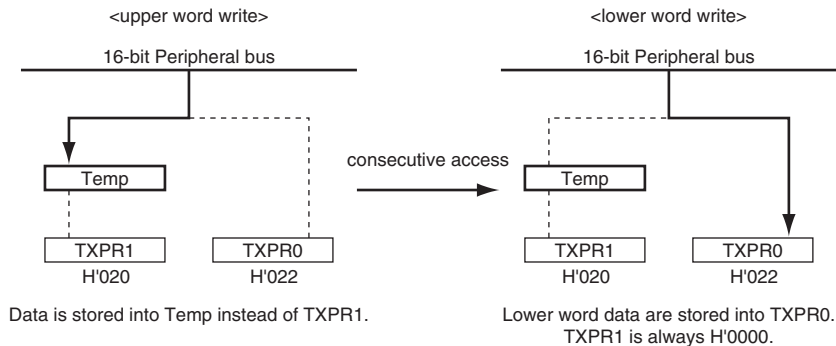 <upper word write>
16-bit Peripheral bus
Temp
TXPR1
TXPR0
H'020
H'022
Data is stored into Temp instead of TXPR1.
consecutive access
<lower word write>
16-bit Peripheral bus
Temp
TXPR1
TXPR0
H'020
H'022
Lower word data are stored into TXPR0.
TXPR1 is always H'0000.